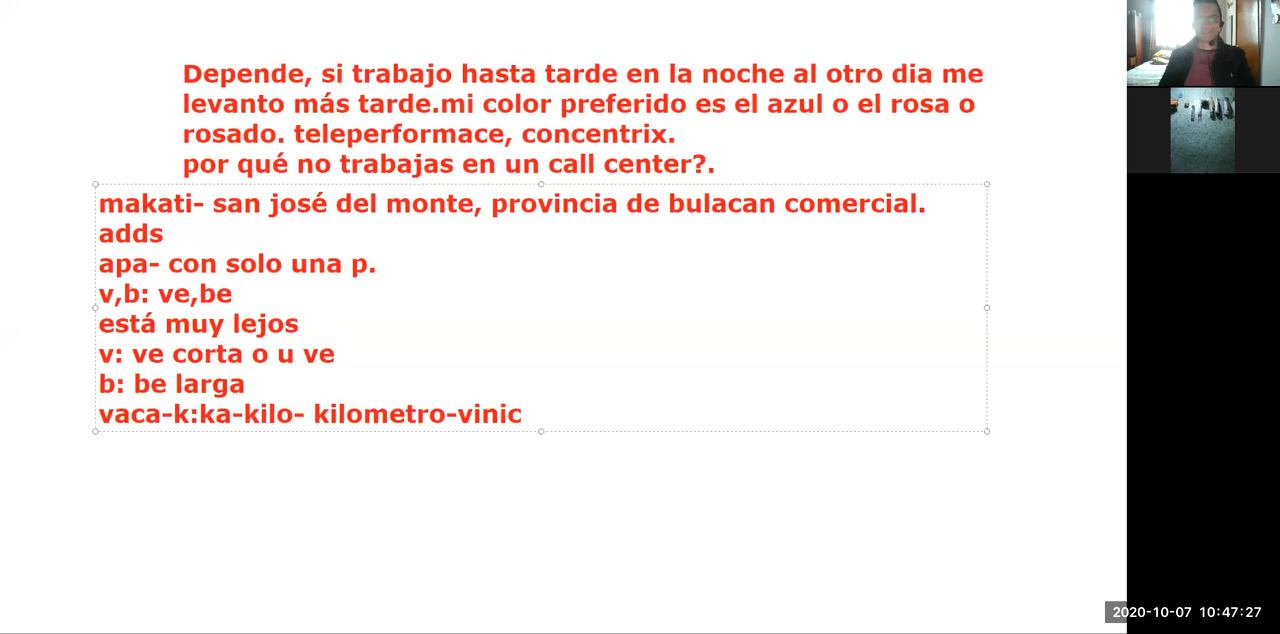 Depende, si trabajo hasta tarde en la noche al otro dia me
levanto más tarde.mi color preferido es el azul o el rosa o
rosado. teleperformace, concentrix.
por qué no trabajas en un call center?.
makati- san josé del monte, provincia de bulacan comercial.
adds
apa- con solo una p.
v,b: ve,be
está muy lejos
v: ve corta o u ve
b: be larga
vaca-k:ka-kilo- kilometro-vinic
2020-10-07 10:47:27